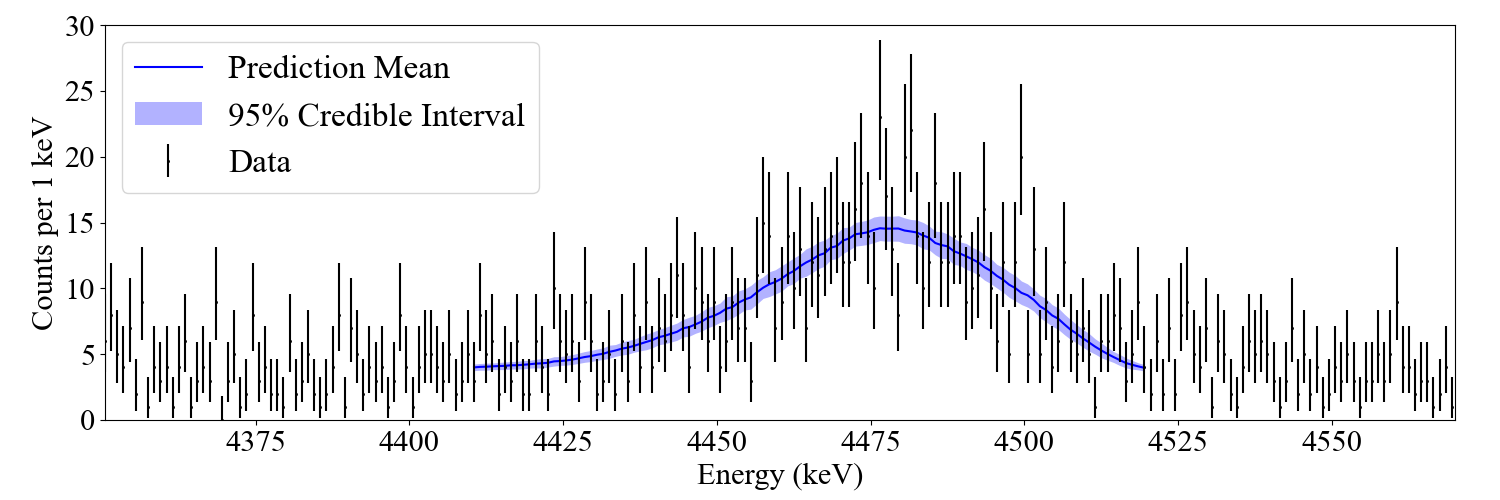 30
25
20
15
10
5
0
Counts per 1 keV
Prediction Mean
95% Credible Interval
Data
4375 4400 4425 4450 4475 4500 4525 4550
Energy (keV)